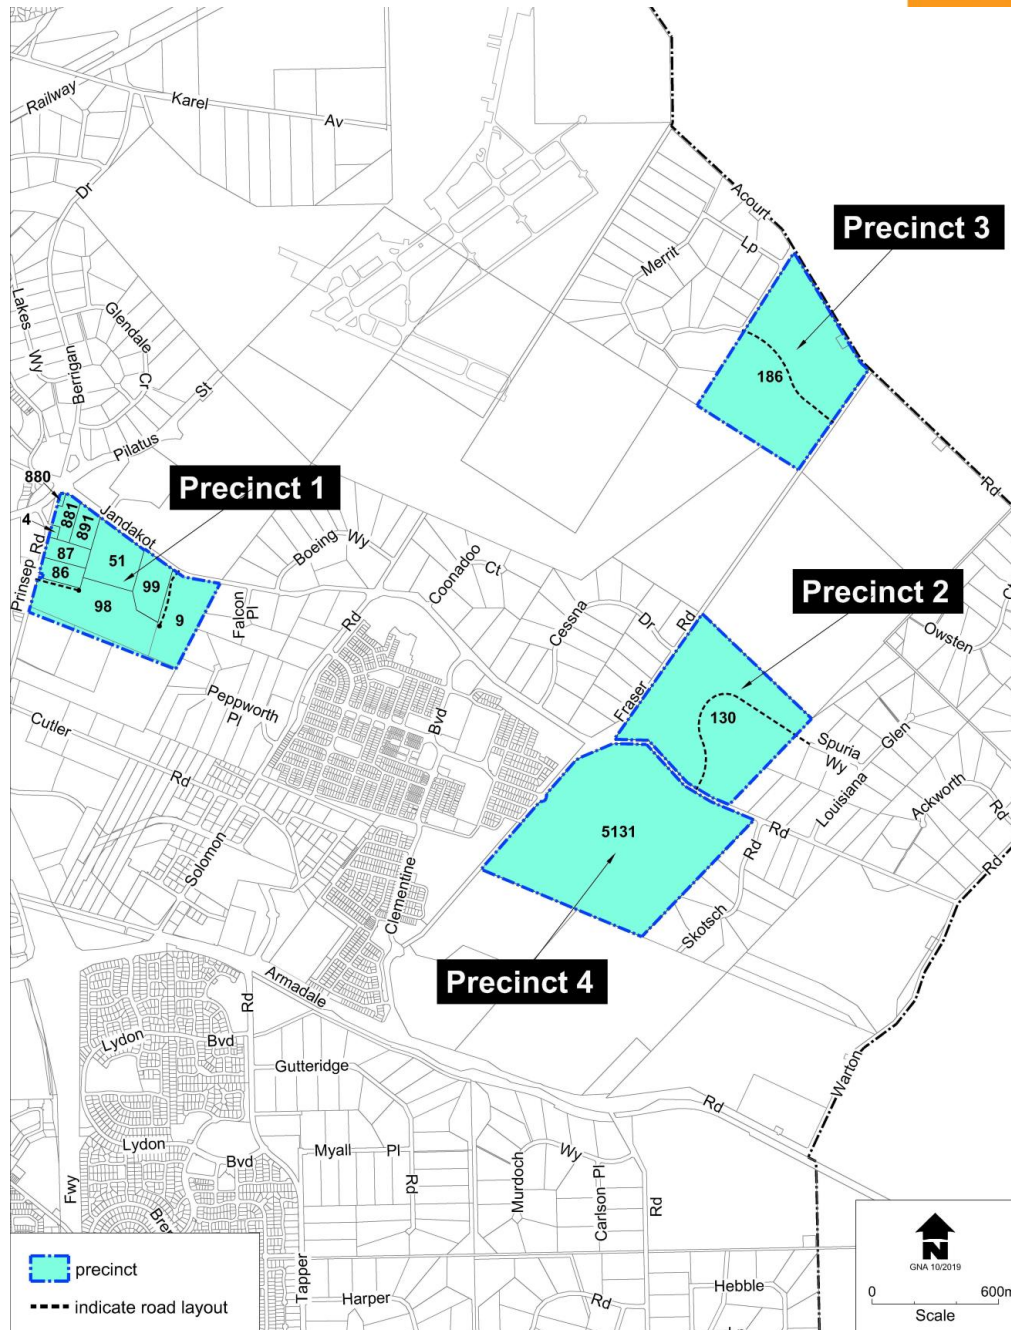 Railway
Karel
Av
Dr
Acourt
Precinct 3
Lp
Merrit
Lakes
Wy
Glendale
Cr
Berrigan
St
186
Pilatus
880
Precinct 1
Rd
4
881
891
Jandakot
Boeing
Wy
Coonadoo
Ct
87
51
Prinsep Rd
86
99
98
9
Falcon
Pl
Rd
Cessna
Dr
Rd
Precinct 2
Owsten
Fraser
Peppworth
Pl
Bvd
130
Spuria
Wy
Glen
Cutler
Rd
Louisiana
Ackworth
Rd
5131
Rd
Rd
Rd
Solomon
Clementine
Skotsch
Precinct 4
Armadale
Rd
Lydon
Bvd
Gutteridge
Warton
Rd
Lydon
Bvd
Myall
Pl
Wy
Murdoch
Carlson Pl
Fwy
Rd
Rd
Tapper
Harper
Rd
Hebble
precinct
indicate road layout
N
GNA 10/2019
0
600m
Scale